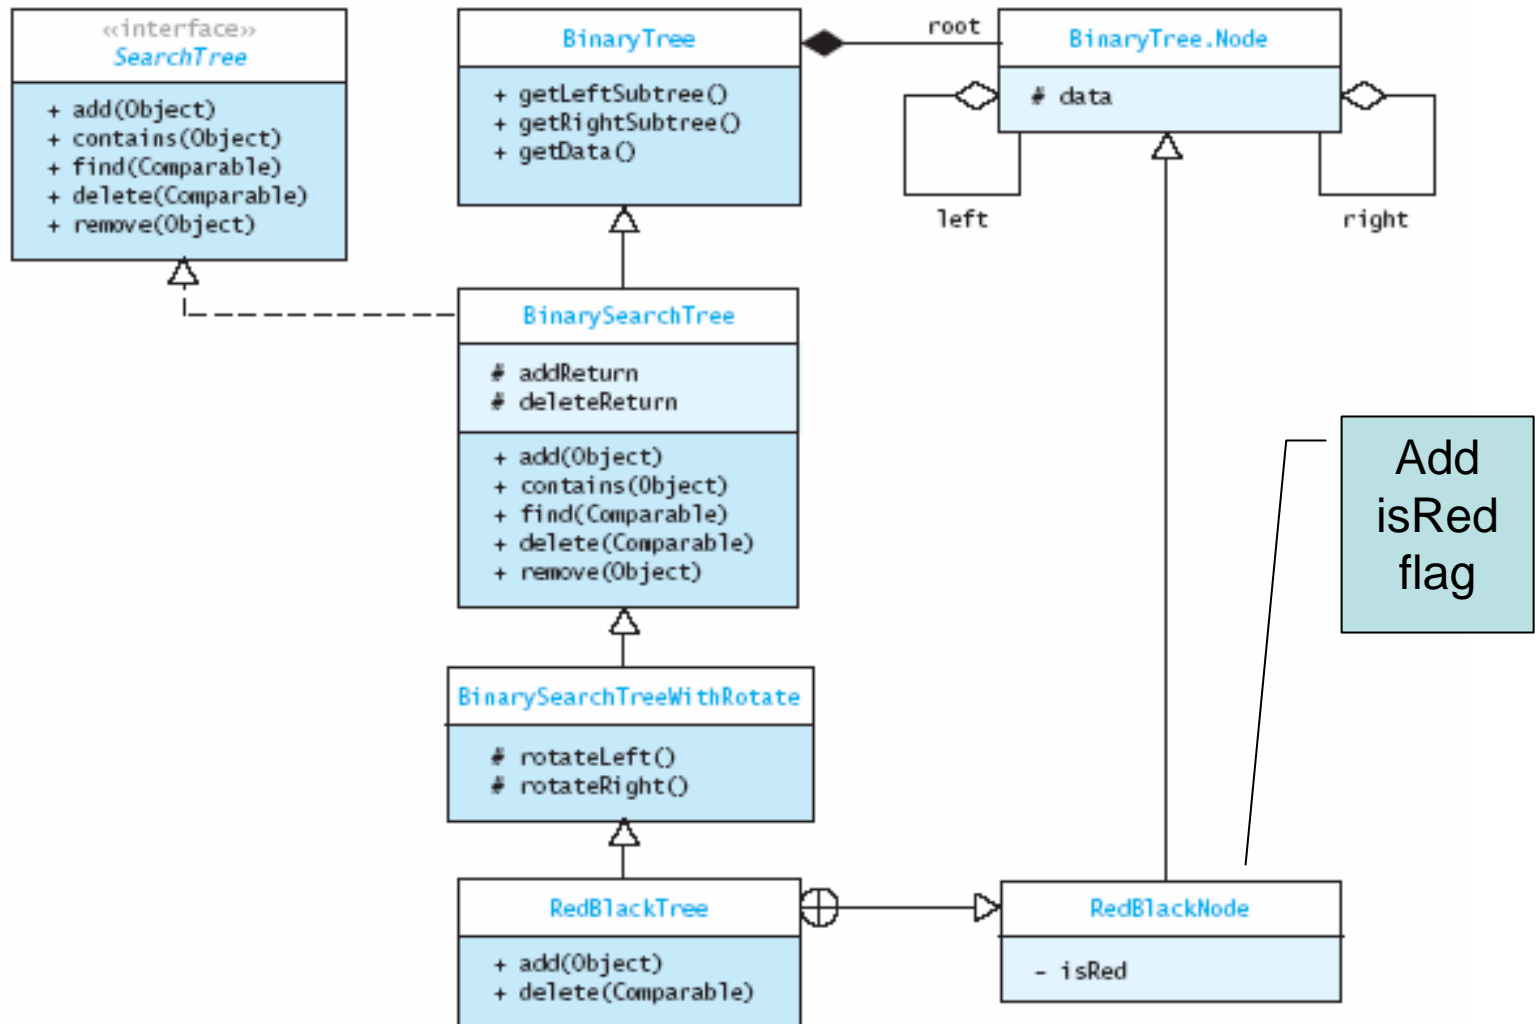 «interface»
SearchTree
+ add(Object)
+ contains(Object)
+ find(Comparable)
+ delete(Comparable)
+ remove(Object)
BinaryTree
+ getLeftSubtree()
+ getRightSubtree()
+ getData()
root
BinaryTree.Node
# data
left
right
BinarySearchTree
# addReturn
# deleteReturn
+ add(Object)
+ contains(Object)
+ find(Comparable)
+ delete(Comparable)
+ remove(Object)
Add
isRed
flag
BinarySearchTreeWithRotate
# rotateLeft()
# rotateRight()
RedBlackTree
+ add(Object)
+ delete(Comparable)
RedBlackNode
- isRed